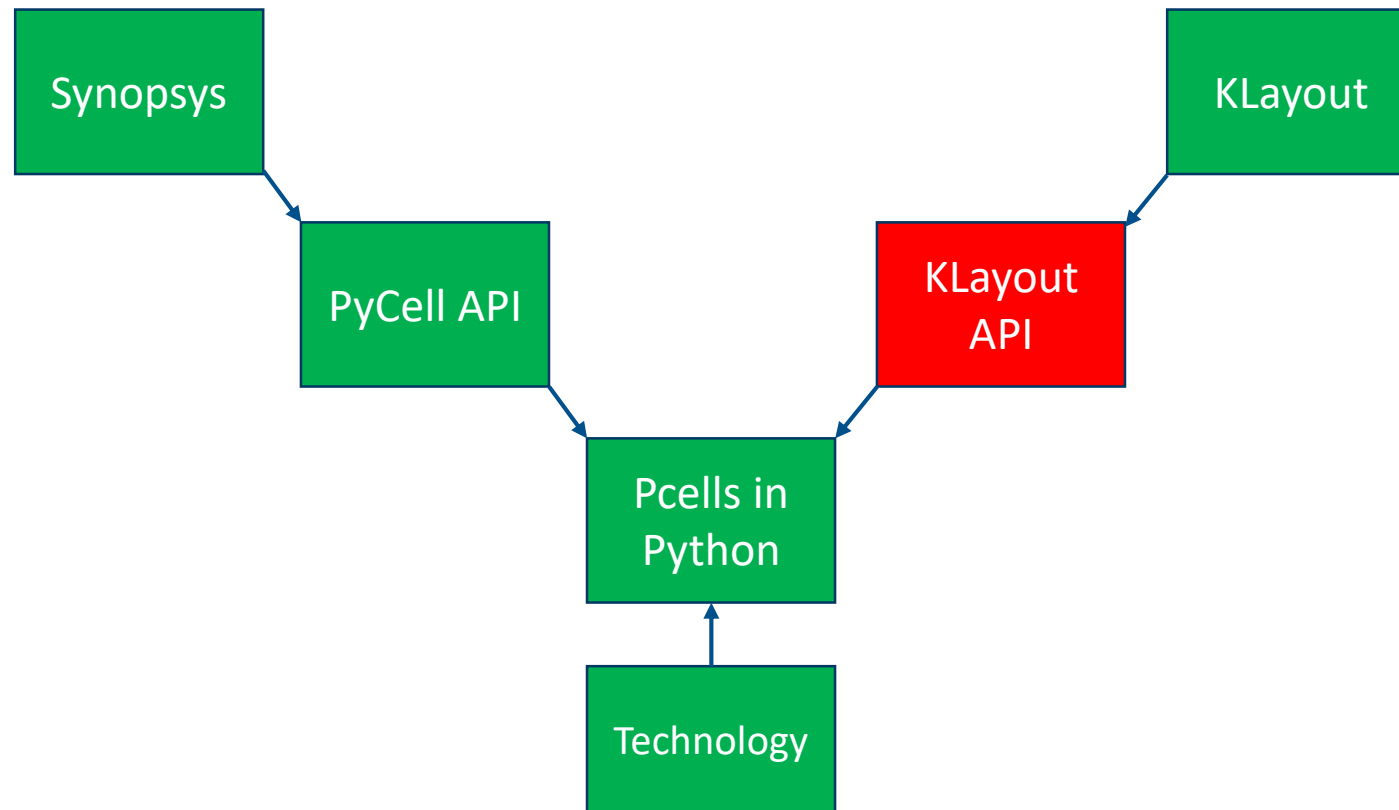 Synopsys
KLayout
PyCell API
KLayout
API
Pcells in
Python
Technology